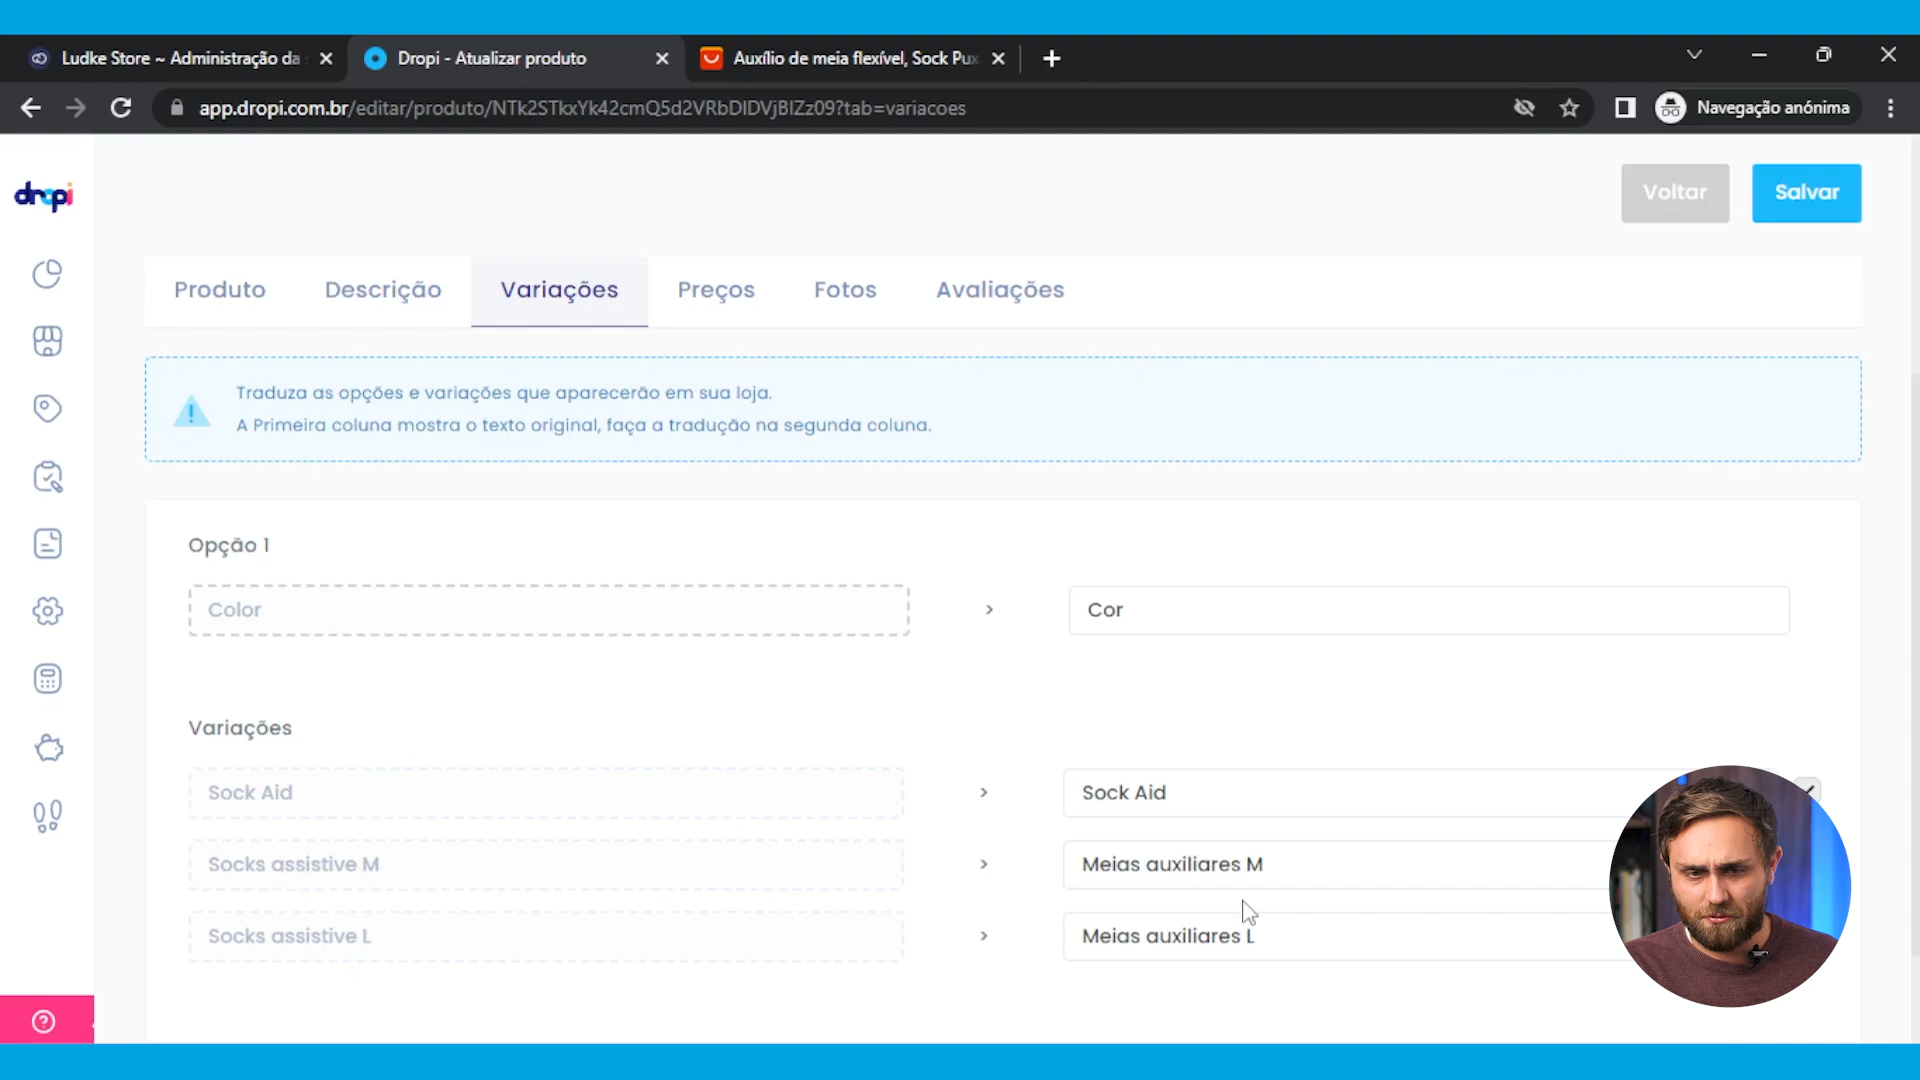 Ludke Store ~ Administração da
Dropi - Atualizar produto
Auxílio de meia flexível, Sock Pux
app.dropi.com.br/editar/produto/NTk2STkxYk42cmQ5d2VRbDlDVjBIZz09?tab=variacoes
Navegação anónima
dropi
Voltar
Salvar
Produto
Descrição
Variações
Preços
Fotos
Avaliações
Traduza as opções e variações que aparecerão em sua loja.
A Primeira coluna mostra o texto original, faça a tradução na segunda coluna.
Opção 1
Color
>
Cor
Variações
Sock Aid
>
Sock Aid
Socks assistive M
>
Meias auxiliares M
Socks assistive L
>
Meias auxiliares L